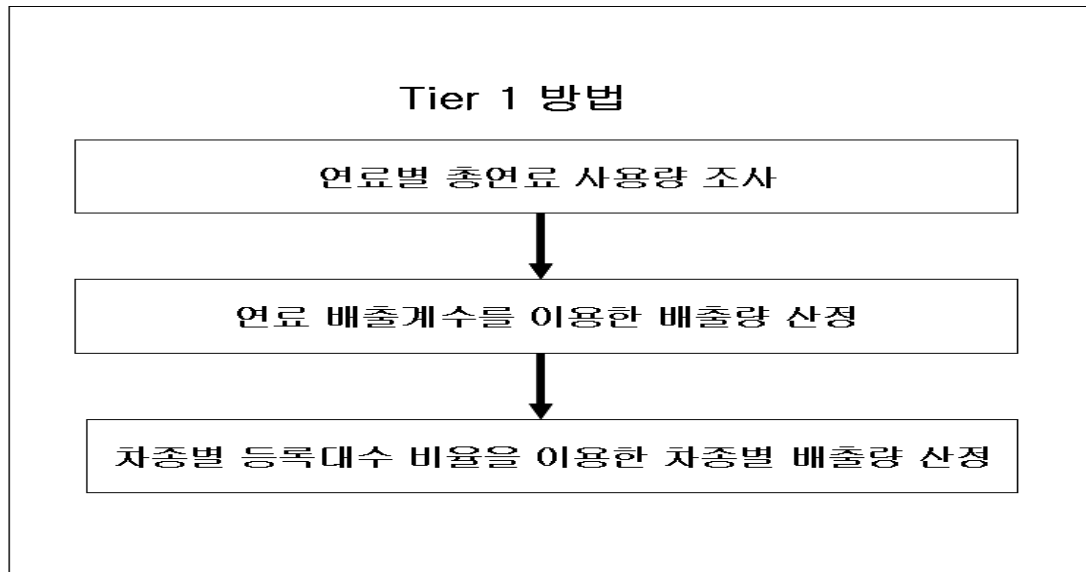 Tier 1 방법
연료별 총연료 사용량 조사
연료 배출계수를 이용한 배출량 산정
차종별 등록대수 비율을 이용한 차종별 배출량 산정